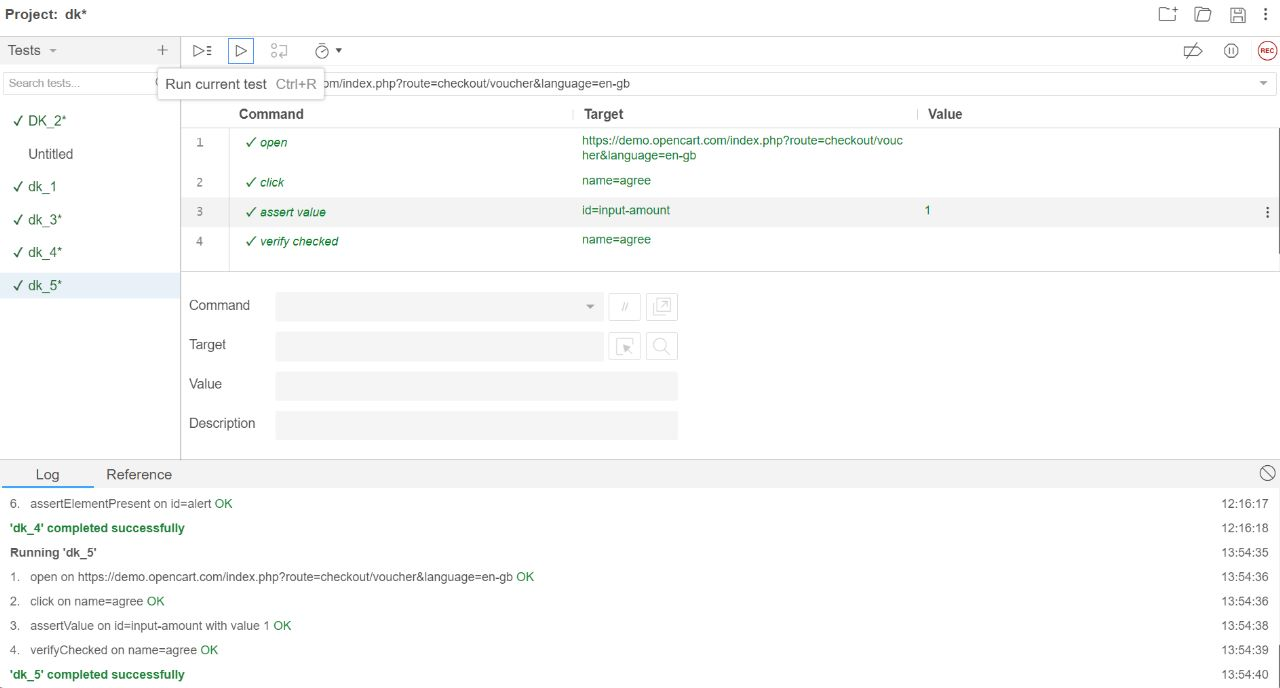 Project: dk*
Tests
REC
Search tests...
Run current test Ctrl+R
om/index.php?route=checkout/voucher&language=en-gb
Command Target Value
DK_2*
Untitled
dk_1
dk_3*
dk_4*
dk_5*
1 open https://demo.opencart.com/index.php?route=checkout/vouc
her&language=en-gb
2 click name=agree
3 assert value id=input-amount 1
4 verify checked name=agree
Command //
Target
Value
Description
Log Reference
6. assertElementPresent on id=alert OK 12:16:17
'dk_4' completed successfully 12:16:18
Running 'dk_5' 13:54:35
1. open on https://demo.opencart.com/index.php?route=checkout/voucher&language=en-gb OK 13:54:36
2. click on name=agree OK 13:54:36
3. assertValue on id=input-amount with value 1 OK 13:54:38
4. verifyChecked on name=agree OK 13:54:39
'dk_5' completed successfully 13:54:40